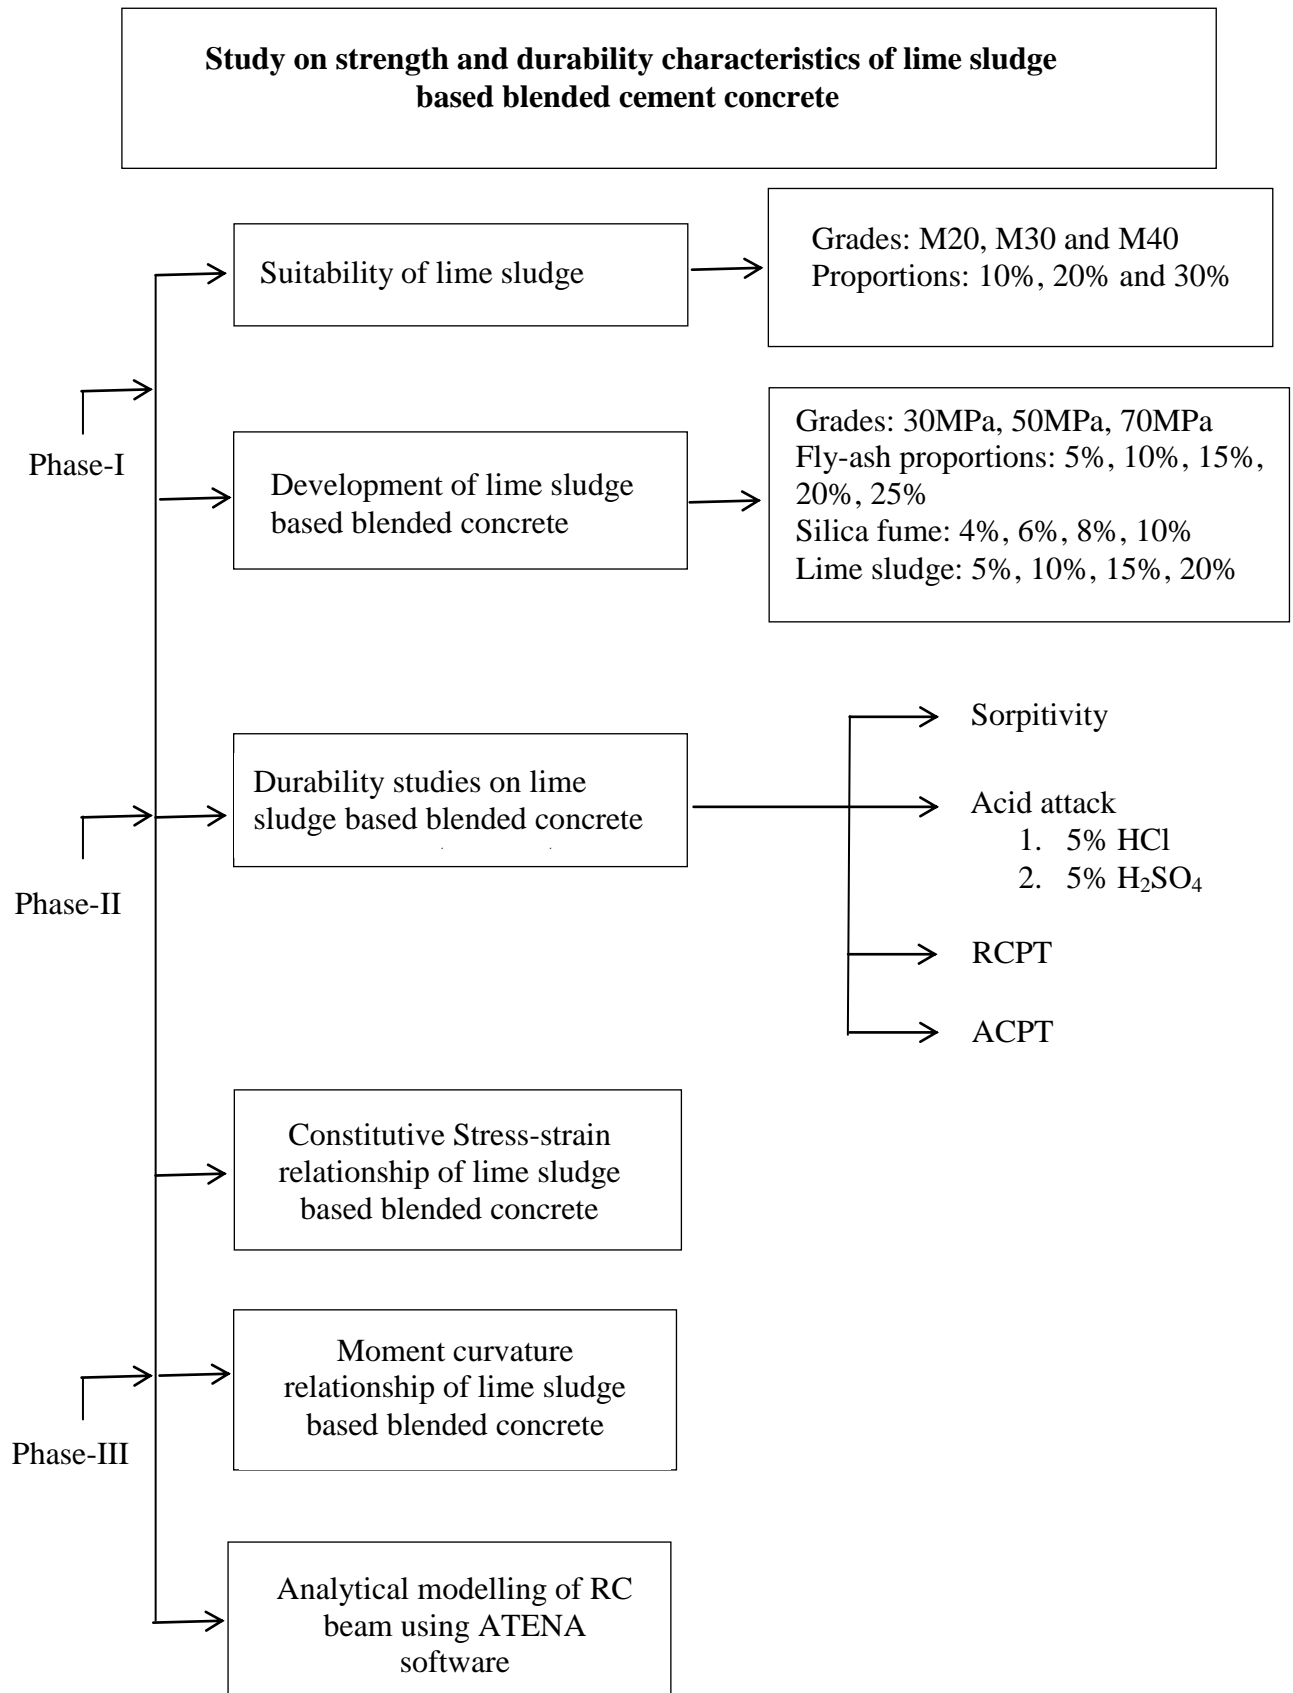 Study on strength and durability characteristics of lime sludge
based blended cement concrete
Suitability of lime sludge
Grades: M20, M30 and M40
Proportions: 10%, 20% and 30%
Phase-I
Development of lime sludge
based blended concrete
Grades: 30MPa, 50MPa, 70MPa
Fly-ash proportions: 5%, 10%, 15%,
20%, 25%
Silica fume: 4%, 6%, 8%, 10%
Lime sludge: 5%, 10%, 15%, 20%
Phase-II
Durability studies on lime
sludge based blended concrete
Sorpitivity
Acid attack
1. 5% HCl
2. 5% H₂SO₄
RCPT
ACPT
Constitutive Stress-strain
relationship of lime sludge
based blended concrete
Phase-III
Moment curvature
relationship of lime sludge
based blended concrete
Analytical modelling of RC
beam using ATENA
software